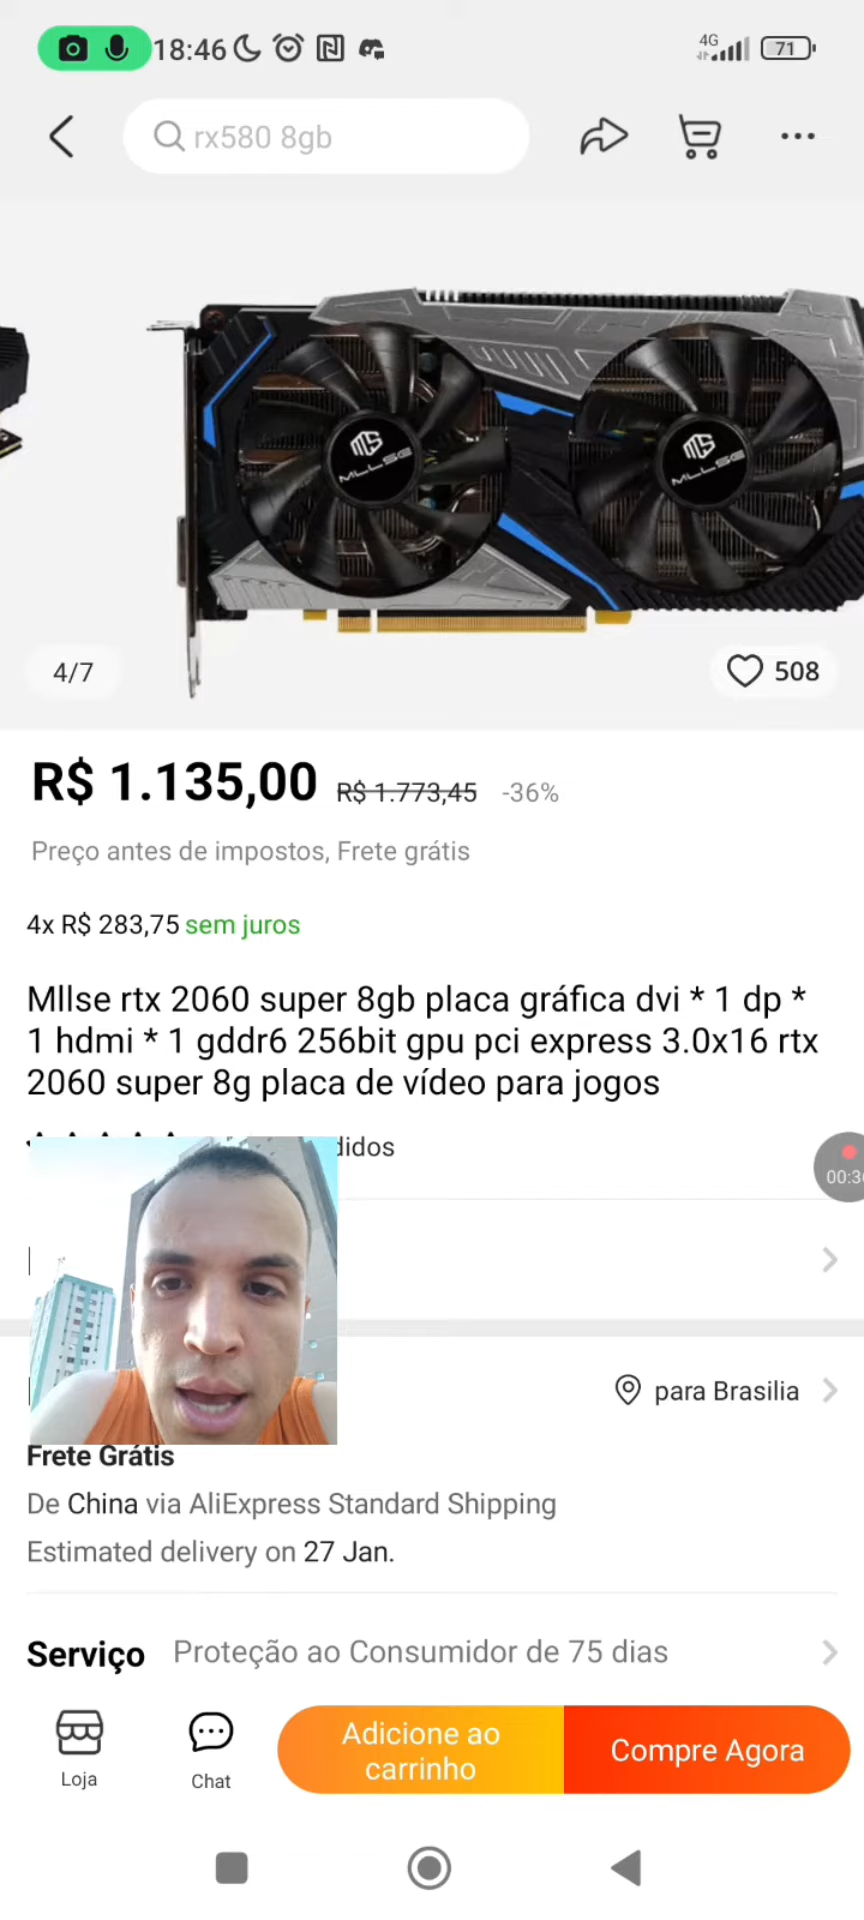 18:46
4G
71
rx580 8gb
MLLSE
MLLSE
4/7
508
R$ 1.135,00 R$ 1.773,45 -36%
Preço antes de impostos, Frete grátis
4x R$ 283,75 sem juros
Mllse rtx 2060 super 8gb placa gráfica dvi * 1 dp *
1 hdmi * 1 gddr6 256bit gpu pci express 3.0x16 rtx
2060 super 8g placa de vídeo para jogos
para Brasilia
Frete Grátis
De China via AliExpress Standard Shipping
Estimated delivery on 27 Jan.
Serviço Proteção ao Consumidor de 75 dias
Loja
Chat
Adicione ao
carrinho
Compre Agora